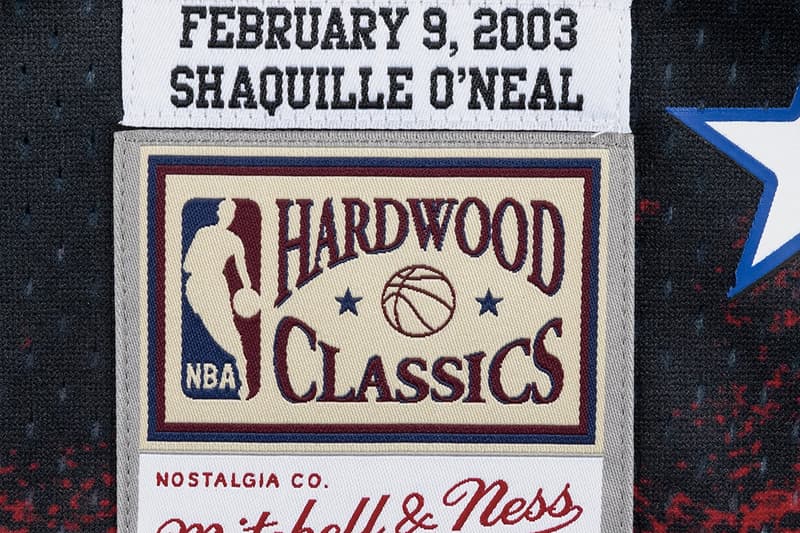 FEBRUARY 9, 2003
SHAQUILLE O'NEAL
HARDWOOD
CLASSICS
NBA
NOSTALGIA CO.
Mitchell & Ness